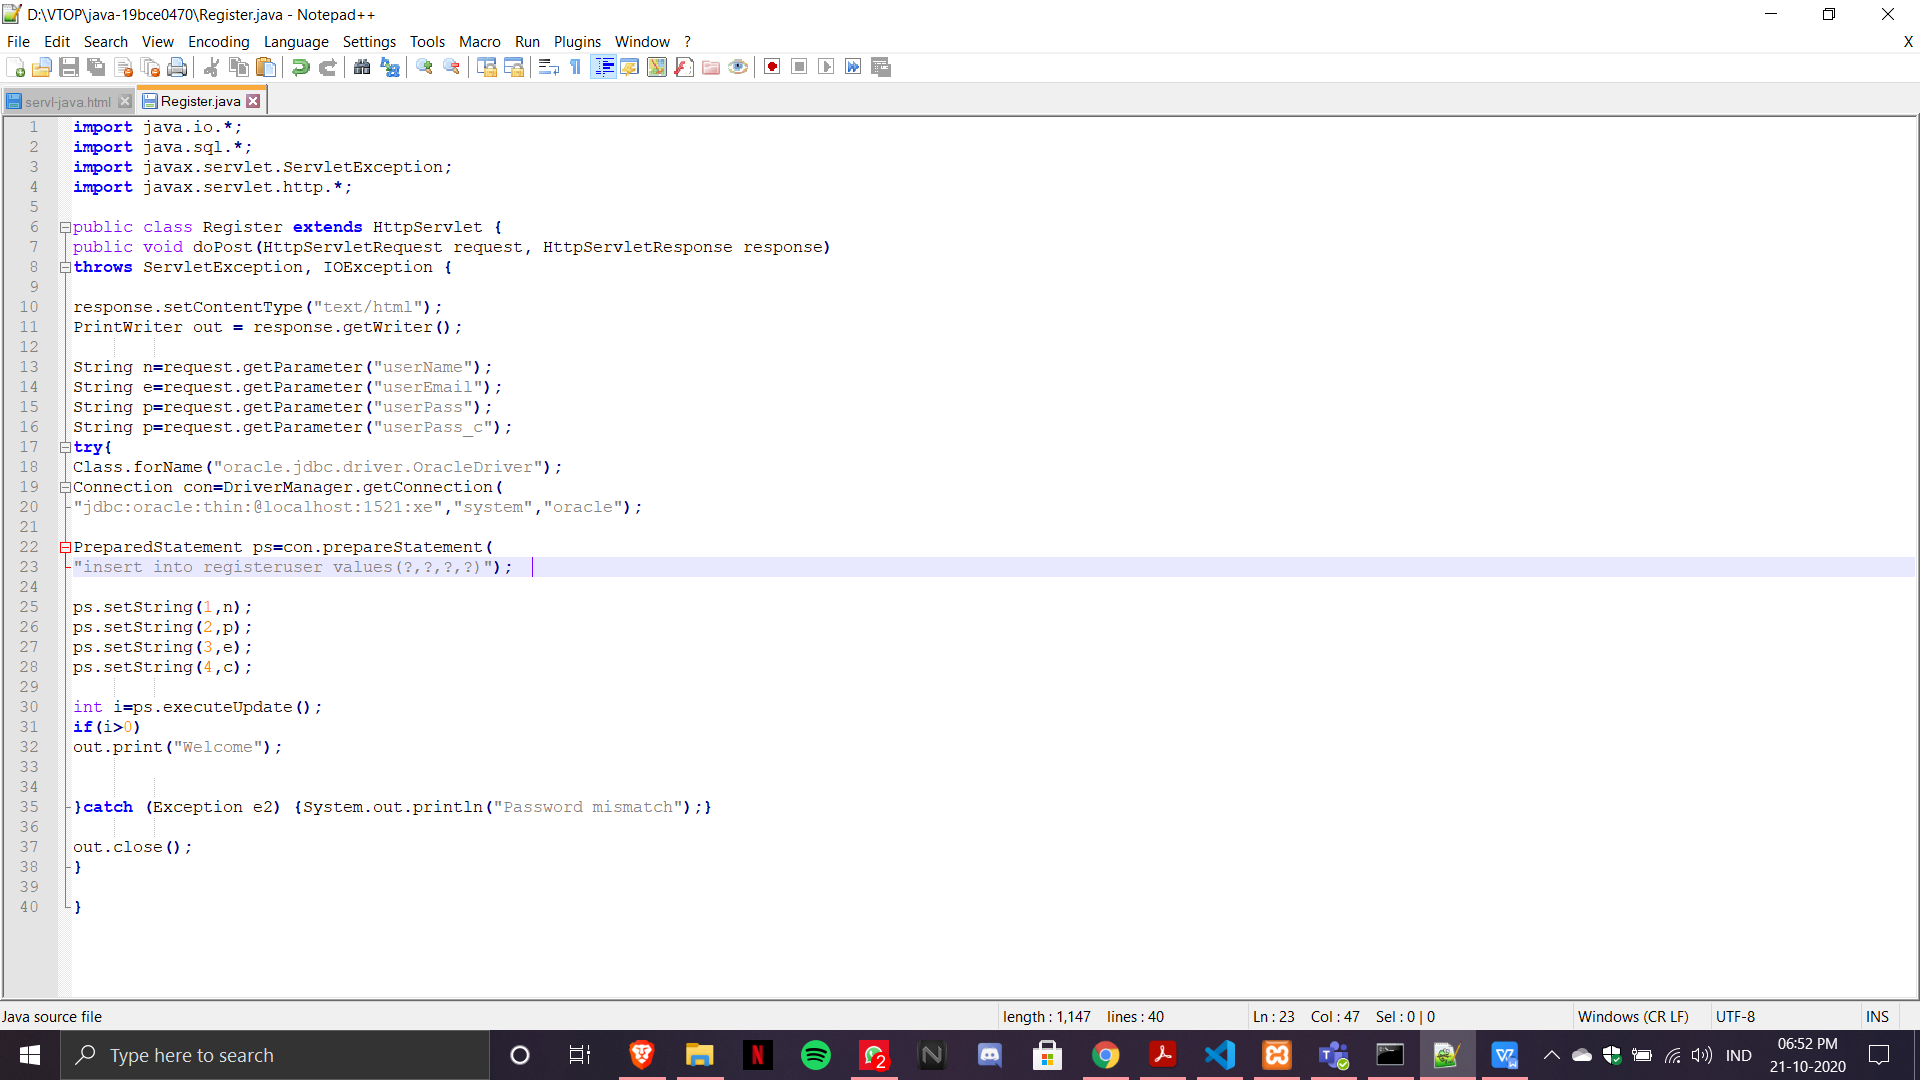 D:\VTOP\java-19bce0470\Register.java - Notepad++
File Edit Search View Encoding Language Settings Tools Macro Run Plugins Window ? X
servl-java.html Register.java
1 import java.io.*;
2 import java.sql.*;
3 import javax.servlet.ServletException;
4 import javax.servlet.http.*;
5
6 public class Register extends HttpServlet {
7 public void doPost(HttpServletRequest request, HttpServletResponse response)
8 throws ServletException, IOException {
9
10 response.setContentType("text/html");
11 PrintWriter out = response.getWriter();
12
13 String n=request.getParameter("userName");
14 String e=request.getParameter("userEmail");
15 String p=request.getParameter("userPass");
16 String p=request.getParameter("userPass_c");
17 try{
18 Class.forName("oracle.jdbc.driver.OracleDriver");
19 Connection con=DriverManager.getConnection(
20 "jdbc:oracle:thin:@localhost:1521:xe","system","oracle");
21
22 PreparedStatement ps=con.prepareStatement(
23 "insert into registeruser values(?,?,?,?)");
24
25 ps.setString(1,n);
26 ps.setString(2,p);
27 ps.setString(3,e);
28 ps.setString(4,c);
29
30 int i=ps.executeUpdate();
31 if(i>0)
32 out.print("Welcome");
33
34
35 }catch (Exception e2) {System.out.println("Password mismatch");}
36
37 out.close();
38 }
39
40 }
Java source file length : 1,147 lines : 40 Ln : 23 Col : 47 Sel : 0 | 0 Windows (CR LF) UTF-8 INS
Type here to search 2 IND 06:52 PM
21-10-2020